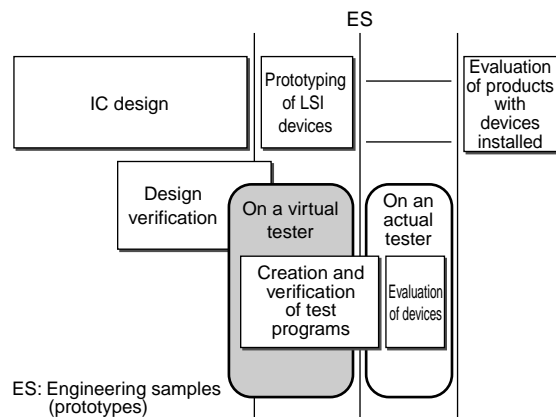 ES
IC design
Prototyping
of LSI
devices
Evaluation
of products
with
devices
installed
Design
verification
On a virtual
tester
On an
actual
tester
Creation and
verification
of test
programs
Evaluation
of devices
ES: Engineering samples
(prototypes)